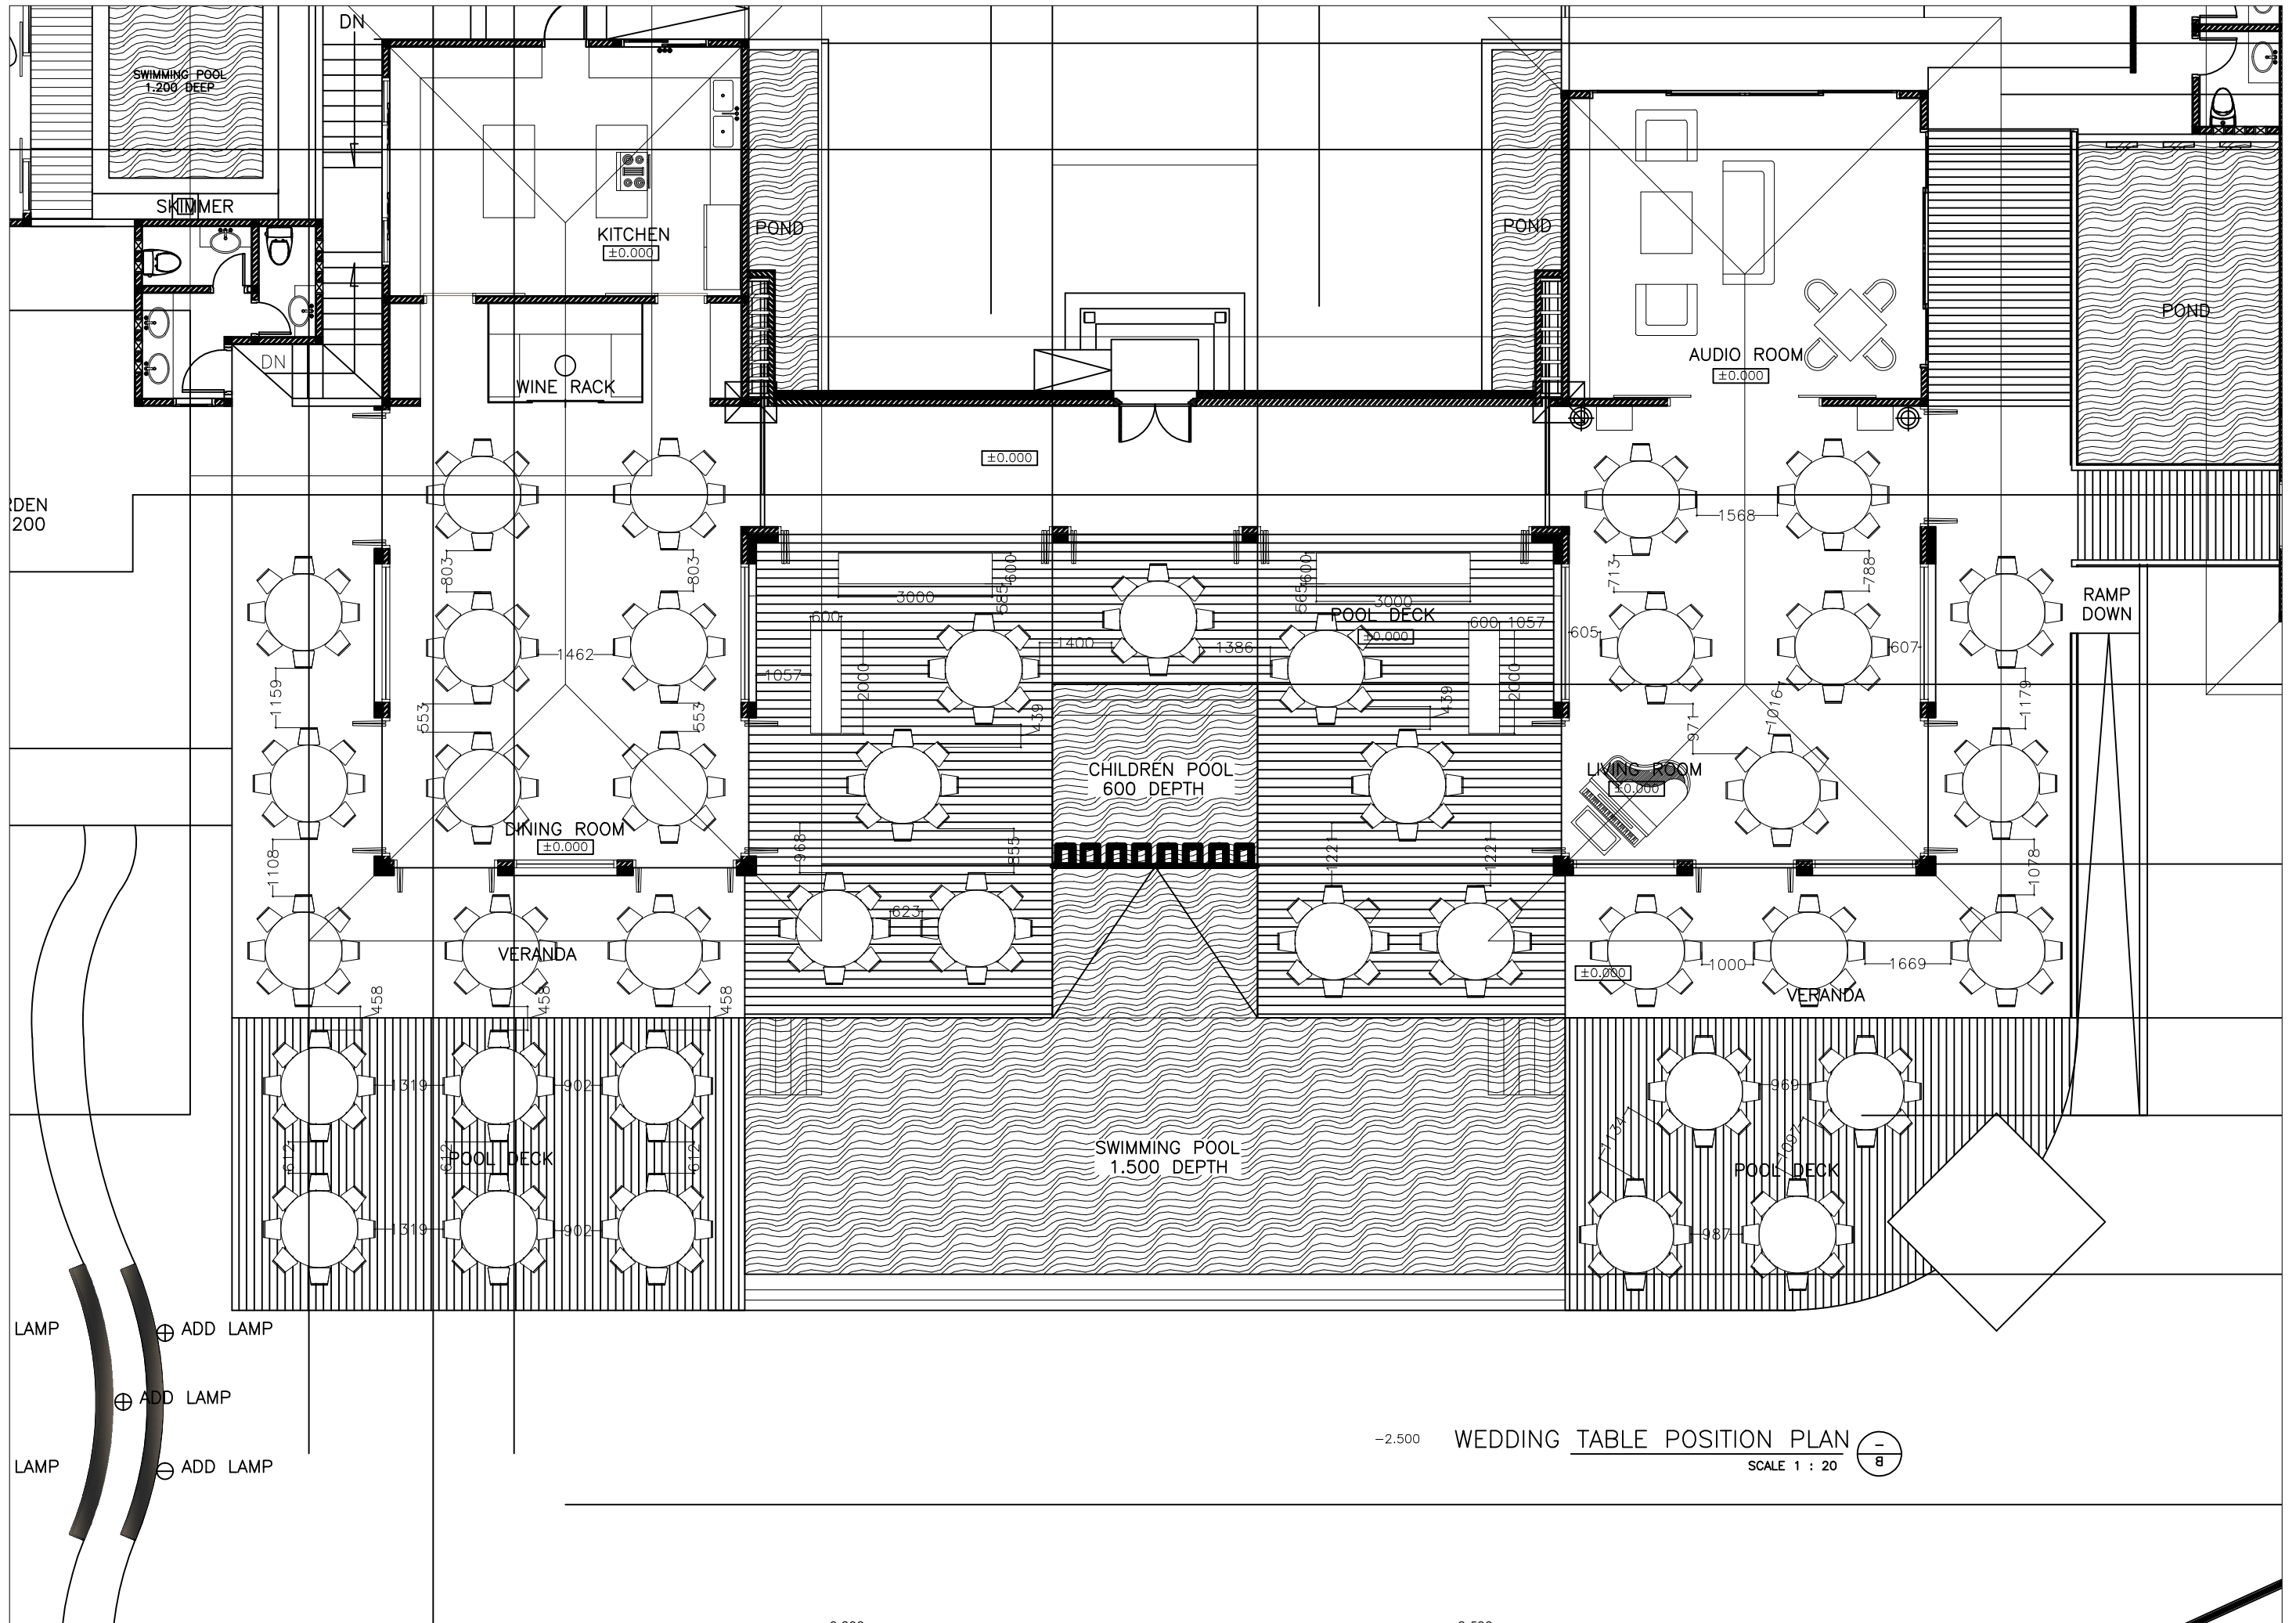 DN
SWIMMING POOL
1.200 DEEP
SKIMMER
KITCHEN
±0.000
POND
POND
POND
WINE RACK
DN
AUDIO ROOM
±0.000
±0.000
RDEN
200
1568
803
803
713
788
600
585
3000
565
600
3000
POOL DECK
±0.000
600
600
1057
605
607
RAMP
DOWN
1462
1400
1386
1057
2000
2000
1159
553
553
439
439
971
1016
1179
CHILDREN POOL
600 DEPTH
LIVING ROOM
±0.000
DINING ROOM
±0.000
968
855
1221
1221
1108
1078
623
VERANDA
1000
1669
±0.000
VERANDA
458
458
458
1319
902
969
612
612
612
POOL DECK
SWIMMING POOL
1.500 DEPTH
1134
1097
POOL DECK
1319
902
987
LAMP
ADD LAMP
ADD LAMP
LAMP
ADD LAMP
-2.500
WEDDING TABLE POSITION PLAN
SCALE 1 : 20
-
B